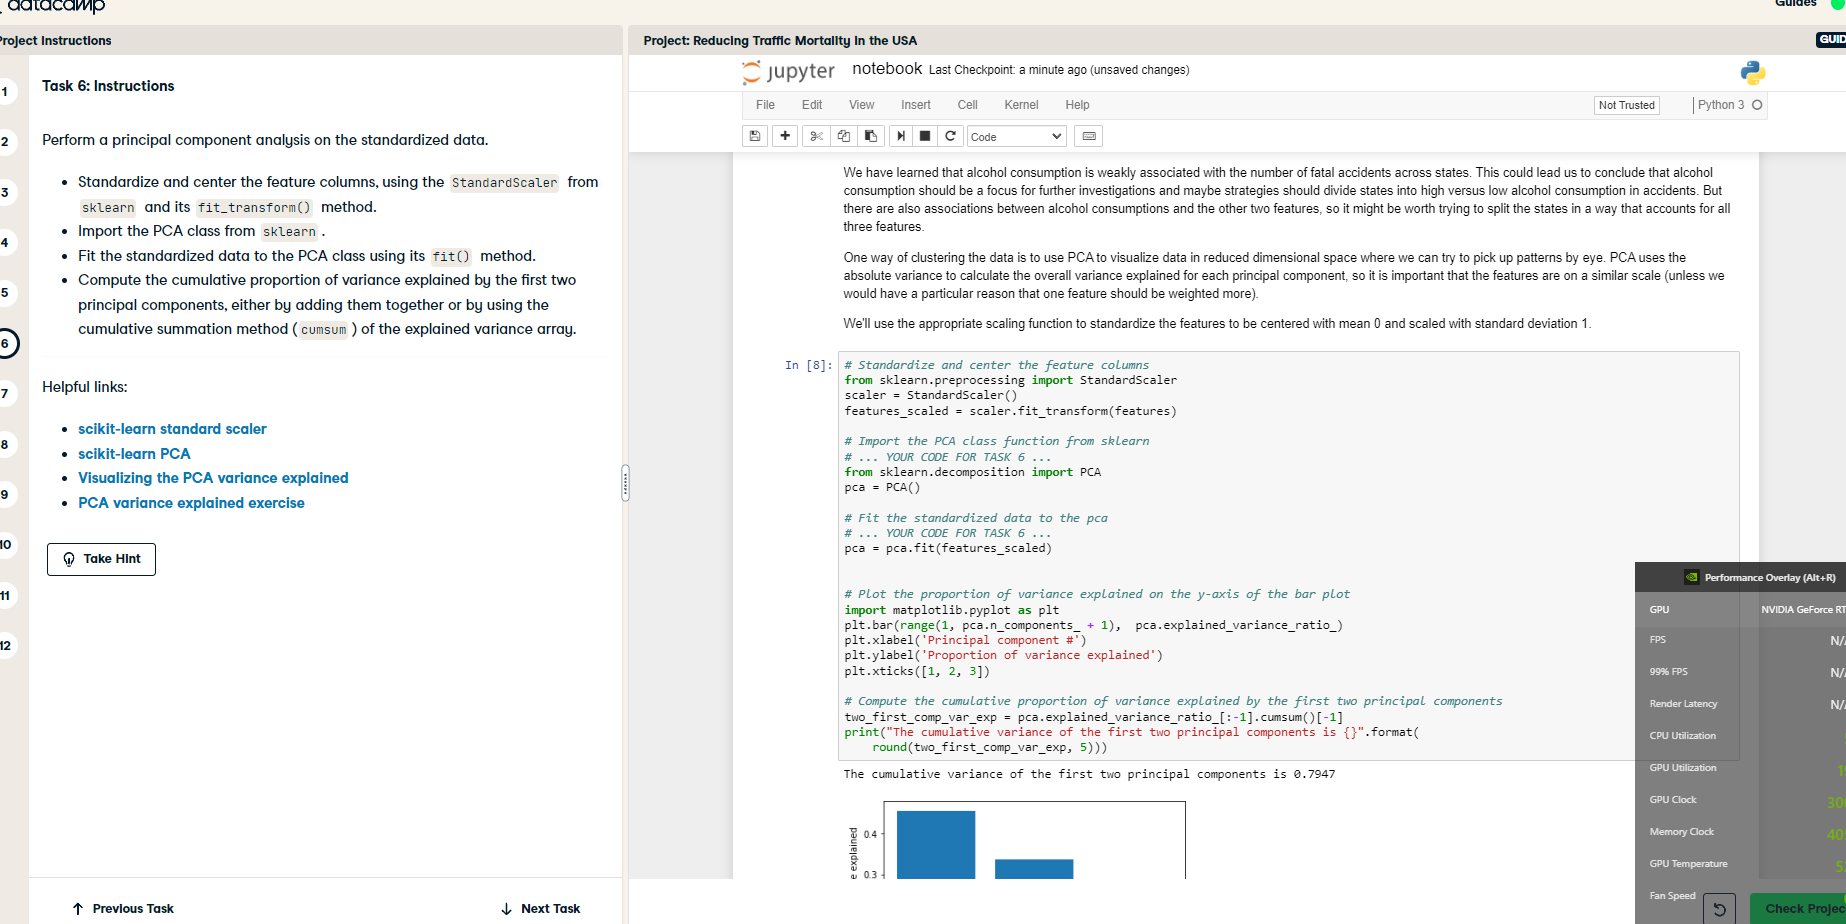 datacamp
Guides
Project Instructions
Project: Reducing Traffic Mortality in the USA
GUID
1
2
3
4
5
6
7
8
9
10
11
12
Task 6: Instructions
Perform a principal component analysis on the standardized data.
Standardize and center the feature columns, using the StandardScaler from
sklearn and its fit_transform() method.
Import the PCA class from sklearn .
Fit the standardized data to the PCA class using its fit() method.
Compute the cumulative proportion of variance explained by the first two
principal components, either by adding them together or by using the
cumulative summation method ( cumsum ) of the explained variance array.
Helpful links:
scikit-learn standard scaler
scikit-learn PCA
Visualizing the PCA variance explained
PCA variance explained exercise
Take Hint
Previous Task
Next Task
jupyter notebook Last Checkpoint: a minute ago (unsaved changes)
File Edit View Insert Cell Kernel Help
Not Trusted Python 3
Code
We have learned that alcohol consumption is weakly associated with the number of fatal accidents across states. This could lead us to conclude that alcohol
consumption should be a focus for further investigations and maybe strategies should divide states into high versus low alcohol consumption in accidents. But
there are also associations between alcohol consumptions and the other two features, so it might be worth trying to split the states in a way that accounts for all
three features.
One way of clustering the data is to use PCA to visualize data in reduced dimensional space where we can try to pick up patterns by eye. PCA uses the
absolute variance to calculate the overall variance explained for each principal component, so it is important that the features are on a similar scale (unless we
would have a particular reason that one feature should be weighted more).
We'll use the appropriate scaling function to standardize the features to be centered with mean 0 and scaled with standard deviation 1.
In [8]:
# Standardize and center the feature columns
from sklearn.preprocessing import StandardScaler
scaler = StandardScaler()
features_scaled = scaler.fit_transform(features)
# Import the PCA class function from sklearn
# ... YOUR CODE FOR TASK 6 ...
from sklearn.decomposition import PCA
pca = PCA()
# Fit the standardized data to the pca
# ... YOUR CODE FOR TASK 6 ...
pca = pca.fit(features_scaled)
# Plot the proportion of variance explained on the y-axis of the bar plot
import matplotlib.pyplot as plt
plt.bar(range(1, pca.n_components_ + 1),  pca.explained_variance_ratio_)
plt.xlabel('Principal component #')
plt.ylabel('Proportion of variance explained')
plt.xticks([1, 2, 3])
# Compute the cumulative proportion of variance explained by the first two principal components
two_first_comp_var_exp = pca.explained_variance_ratio_[:-1].cumsum()[-1]
print("The cumulative variance of the first two principal components is {}".format(
    round(two_first_comp_var_exp, 5)))
The cumulative variance of the first two principal components is 0.7947
e explained
0.4
0.3
Performance Overlay (Alt+R)
GPU NVIDIA GeForce RT
FPS N/
99% FPS N/
Render Latency N/
CPU Utilization
GPU Utilization 1
GPU Clock 30
Memory Clock 40
GPU Temperature 5
Fan Speed
Check Projec